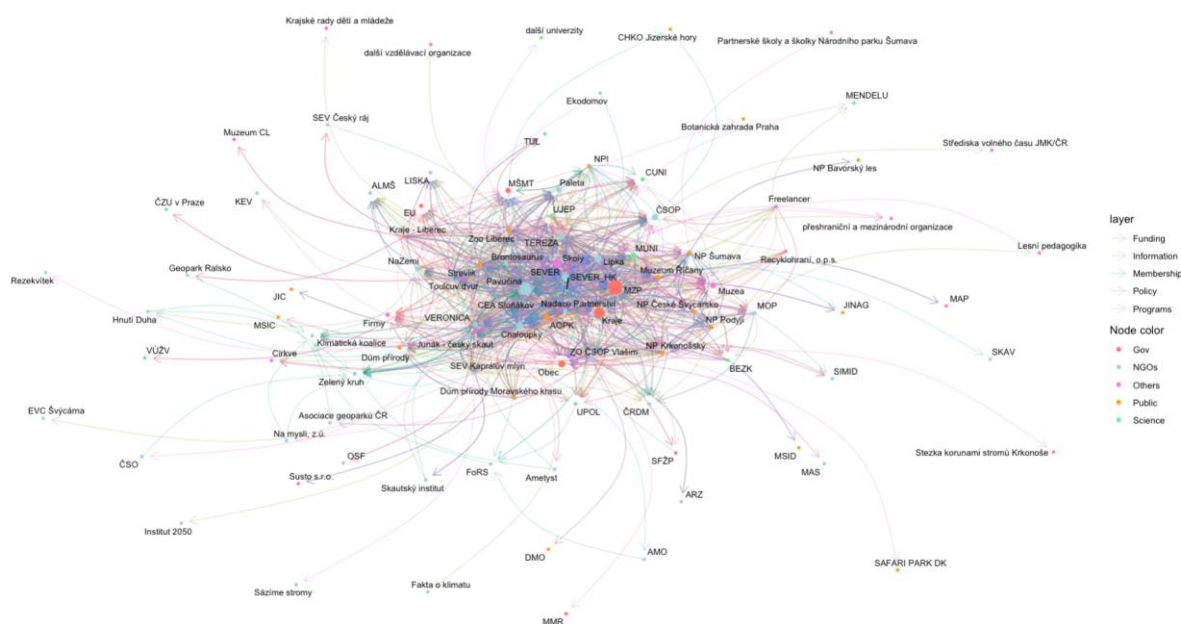 Krajské rady dětí a mládeže
další univerzity
CHKO Jizerské hory
Partnerské školy a školky Národního parku Šumava
další vzdělávací organizace
Ekodomov
MENDELU
SEV Český ráj
Botanická zahrada Praha
Muzeum CL
TUL
Střediska volného času JMK/ČR
NPI
NP Bavorský les
LISKA
MŠMT
Paleta
CUNI
ALMŠ
KEV
Freelancer
ČZU v Praze
EU
UJEP
ČSOP
přeshraniční a mezinárodní organizace
Kraje - Liberec
Zoo Liberec
TEREZA
MUNI
NP Šumava
Lesní pedagogika
Brontosaurus
Školy
Lipka
Recyklohraní, o.p.s.
NaZemi
Střevlik
Muzeum Říčany
Geopark Ralsko
SEVER
SEVER_HK
Rezekvítek
Toulcuv dvur
Pavučina
MZP
Muzea
JIC
CEA Sluňákov
Nadace Partnerství
NP České Švýcarsko
MOP
JINAG
MAP
Firmy
VERONICA
Kraje
Hnutí Duha
MSIC
AOPK
NP Podyjí
Chaloupky
Klimatická koalice
Junák - český skaut
VÚŽV
Církve
Dům přírody
ZO ČSOP Vlašim
NP Krkonošský
SKAV
SEV Kaprálův mlýn
Obec
BEZK
SIMID
Zelený kruh
Dům přírody Moravského krasu
EVC Švýcárna
Asociace geoparků ČR
UPOL
ČRDM
Na mysli, z.ú.
ČSO
OSF
SFŽP
MSID
Stezka korunami stromů Krkonoše
Susto s.r.o.
FoRS
Ametyst
MAS
Skautský institut
ARZ
Institut 2050
DMO
AMO
SAFARI PARK DK
Sázíme stromy
Fakta o klimatu
MMR
layer
Funding
Information
Membership
Policy
Programs
Node color
Gov
NGOs
Others
Public
Science